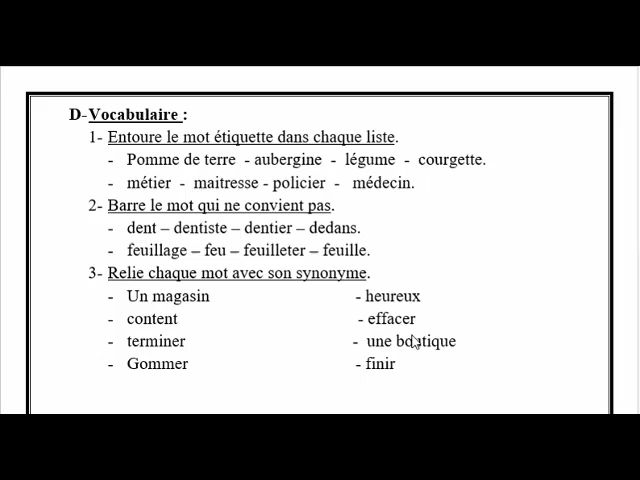 D- Vocabulaire :
1- Entoure le mot étiquette dans chaque liste.
- Pomme de terre - aubergine - légume - courgette.
- métier - maitresse - policier - médecin.
2- Barre le mot qui ne convient pas.
- dent – dentiste – dentier – dedans.
- feuillage – feu – feuilleter – feuille.
3- Relie chaque mot avec son synonyme.
- Un magasin - heureux
- content - effacer
- terminer - une boutique
- Gommer - finir